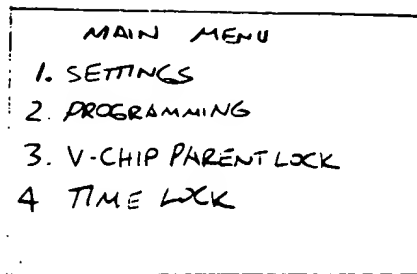 MAIN MENU
1. SETTINGS
2. PROGRAMMING
3. V-CHIP PARENT LOCK
4 TIME LOCK